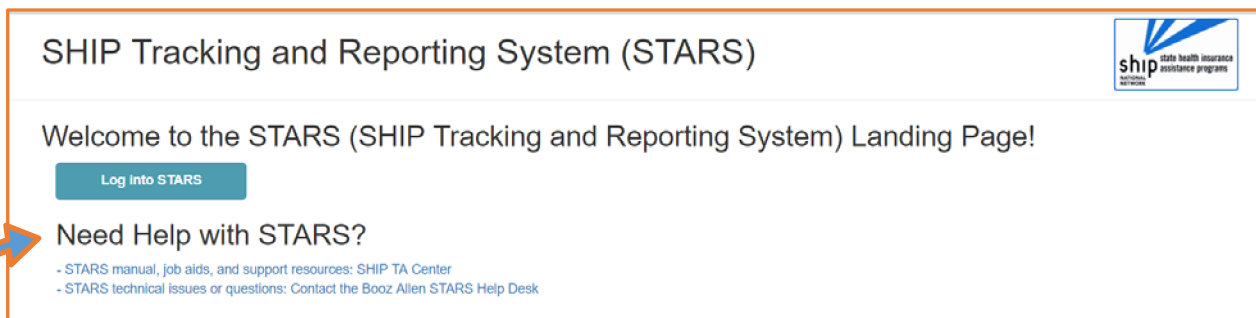 SHIP Tracking and Reporting System (STARS)
ship state health insurance
assistance programs
NATIONAL
NETWORK
Welcome to the STARS (SHIP Tracking and Reporting System) Landing Page!
Log into STARS
Need Help with STARS?
- STARS manual, job aids, and support resources: SHIP TA Center
- STARS technical issues or questions: Contact the Booz Allen STARS Help Desk